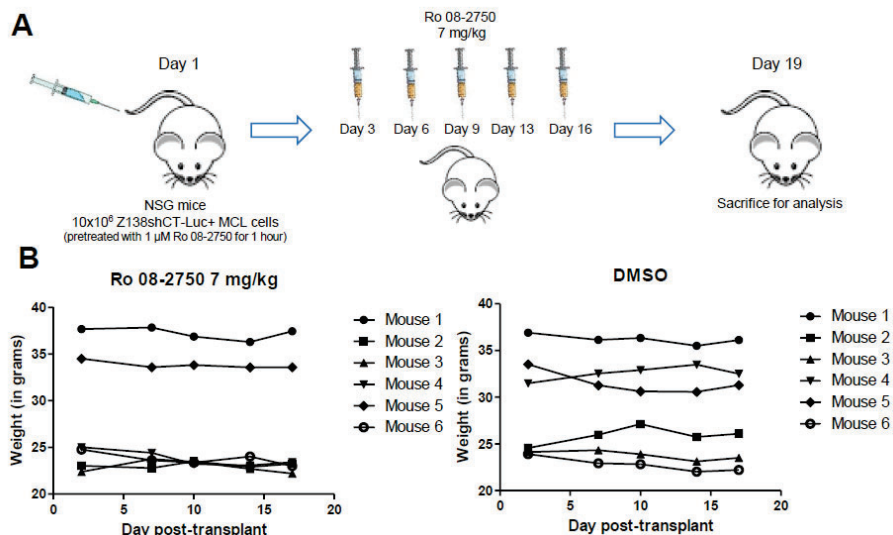 A
Day 1
Ro 08-2750
7 mg/kg
Day 3 Day 6 Day 9 Day 13 Day 16
Day 19
NSG mice
10x10⁶ Z138shCT-Luc+ MCL cells
(pretreated with 1 µM Ro 08-2750 for 1 hour)
Sacrifice for analysis
B
Ro 08-2750 7 mg/kg
Weight (in grams)
40
35
30
25
20
0 5 10 15 20
Day post-transplant
Mouse 1
Mouse 2
Mouse 3
Mouse 4
Mouse 5
Mouse 6
DMSO
Weight (in grams)
40
35
30
25
20
0 5 10 15 20
Day post-transplant
Mouse 1
Mouse 2
Mouse 3
Mouse 4
Mouse 5
Mouse 6